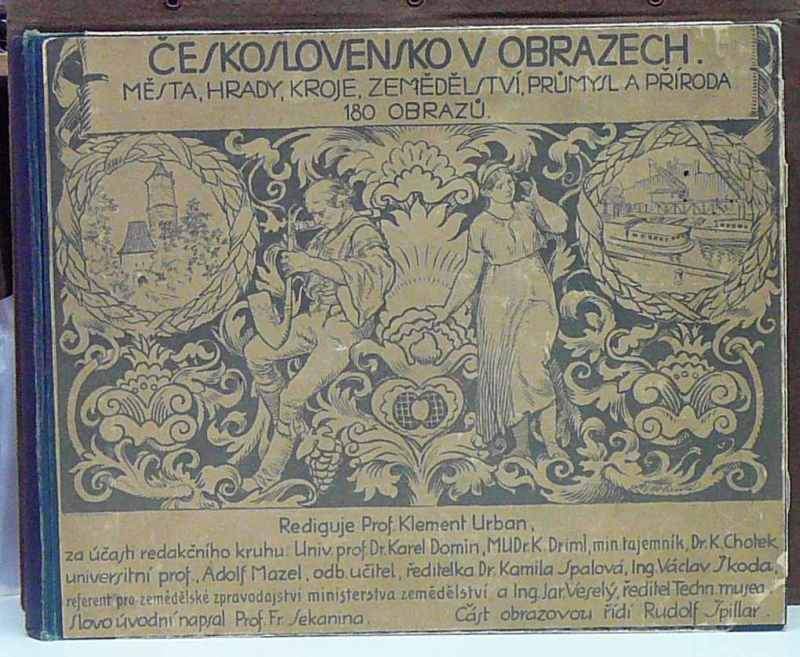 ČESKOSLOVENSKO V OBRAZECH.
MĚSTA, HRADY, KROJE, ZEMĚDĚLSTVÍ, PRŮMYSL A PŘÍRODA
180 OBRAZŮ.
Rediguje Prof. Klement Urban,
za účasti redakčního kruhu: Univ. prof. Dr. Karel Domin, MUDr. K. Driml, min. tajemník, Dr. K. Chotek,
universitní prof., Adolf Mazel, odb. učitel, ředitelka Dr. Kamila Spalová, Ing. Václav Skoda,
referent pro zemědělské zpravodajství ministerstva zemědělství a Ing. Jar. Veselý, ředitel Techn. musea.
Slovo úvodní napsal Prof. Fr. Sekanina. Část obrazovou řídí Rudolf Spillar.